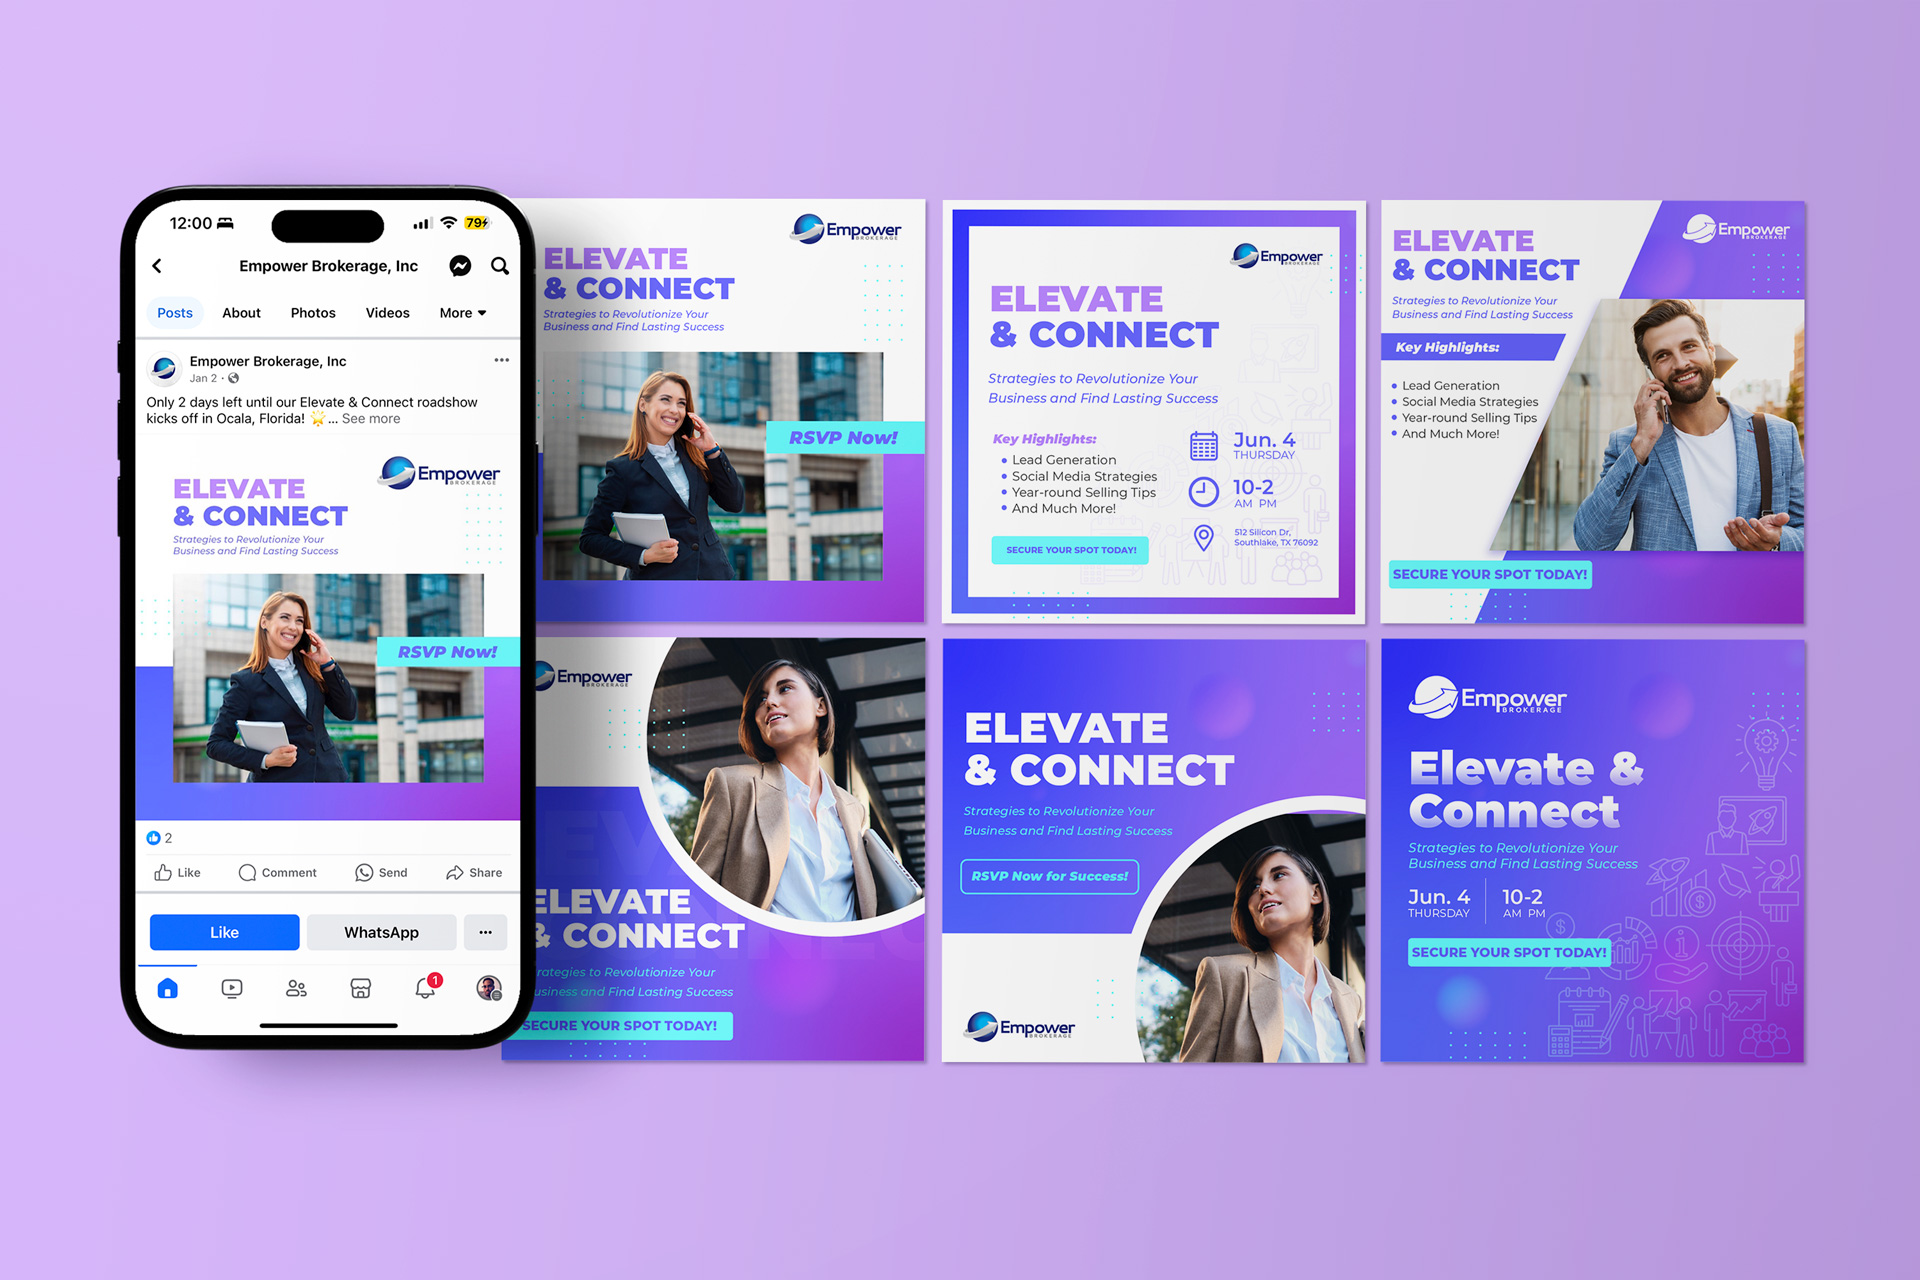 12:00
79
Empower Brokerage, Inc
Posts
About
Photos
Videos
More
Empower Brokerage, Inc
Jan 2 ·
Only 2 days left until our Elevate & Connect roadshow
kicks off in Ocala, Florida! 🌟... See more
Empower
BROKERAGE
ELEVATE
& CONNECT
Strategies to Revolutionize Your
Business and Find Lasting Success
RSVP Now!
2
Like
Comment
Send
Share
Like
WhatsApp
1
Empower
BROKERAGE
ELEVATE
& CONNECT
Strategies to Revolutionize Your
Business and Find Lasting Success
RSVP Now!
Empower
BROKERAGE
ELEVATE
& CONNECT
Strategies to Revolutionize Your
Business and Find Lasting Success
Key Highlights:
• Lead Generation
• Social Media Strategies
• Year-round Selling Tips
• And Much More!
SECURE YOUR SPOT TODAY!
Jun. 4
THURSDAY
10-2
AM PM
512 Silicon Dr,
Southlake, TX 76092
Empower
BROKERAGE
ELEVATE
& CONNECT
Strategies to Revolutionize Your
Business and Find Lasting Success
Key Highlights:
• Lead Generation
• Social Media Strategies
• Year-round Selling Tips
• And Much More!
SECURE YOUR SPOT TODAY!
Empower
BROKERAGE
ELEVATE
& CONNECT
rategies to Revolutionize Your
usiness and Find Lasting Success
SECURE YOUR SPOT TODAY!
ELEVATE
& CONNECT
Strategies to Revolutionize Your
Business and Find Lasting Success
RSVP Now for Success!
Empower
BROKERAGE
Empower
BROKERAGE
Elevate &
Connect
Strategies to Revolutionize Your
Business and Find Lasting Success
Jun. 4
THURSDAY
10-2
AM PM
SECURE YOUR SPOT TODAY!